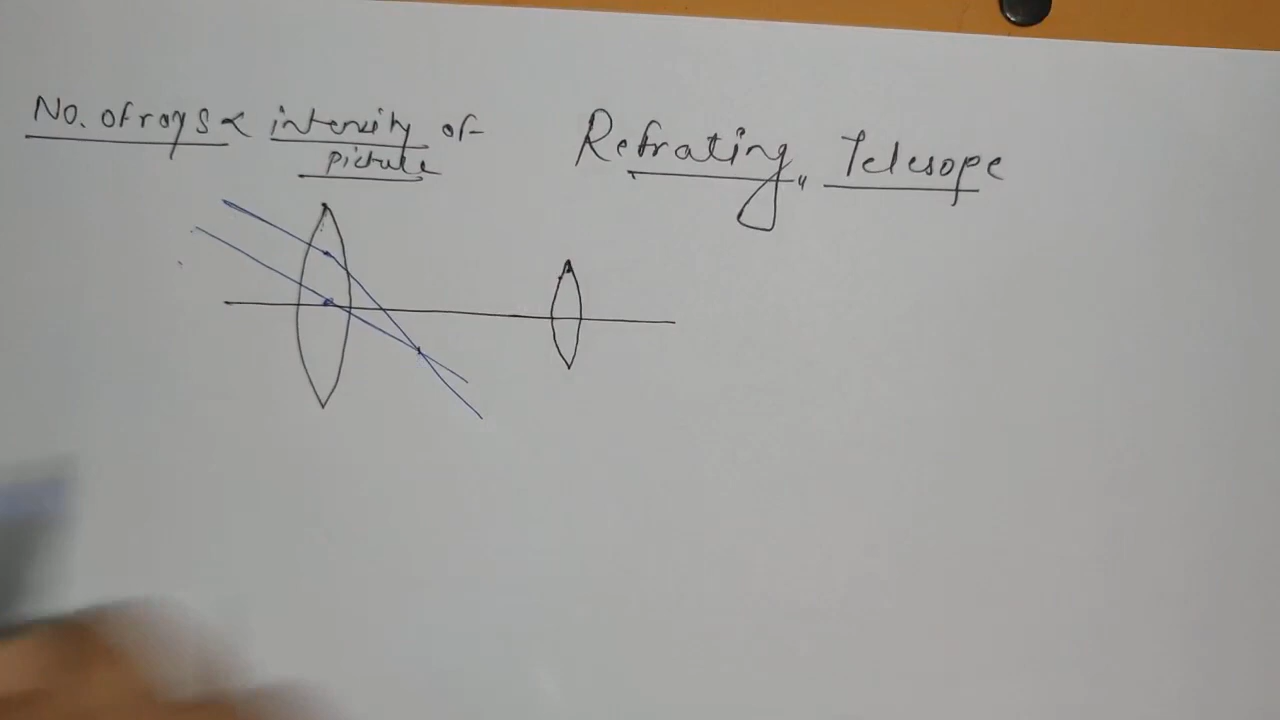 No. of rays ∝ intensity of
picture
Refrating Telesope